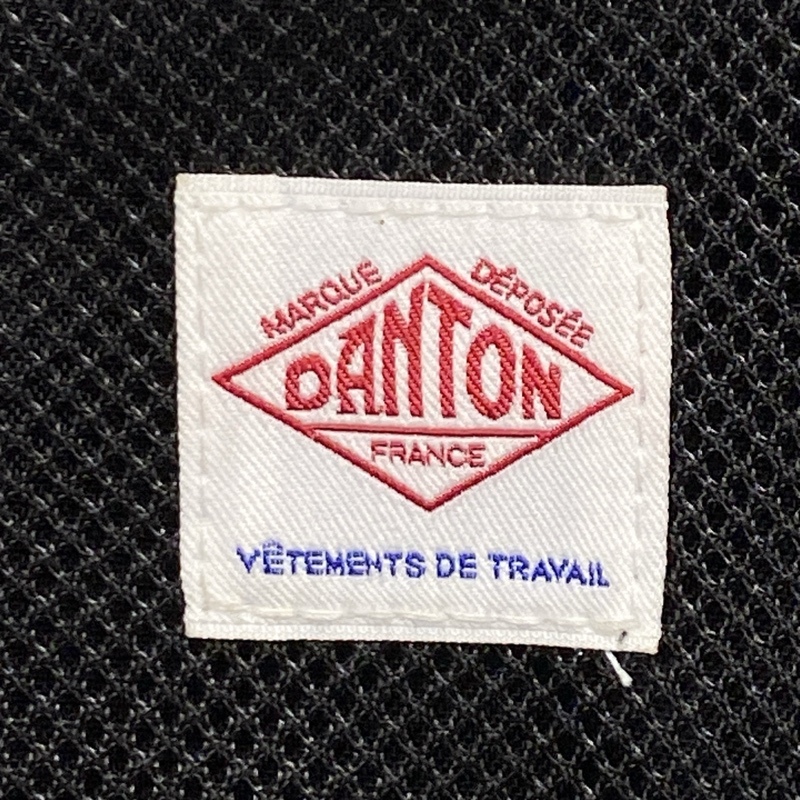 MARQUE DÉPOSÉE
DANTON
FRANCE
VÊTEMENTS DE TRAVAIL